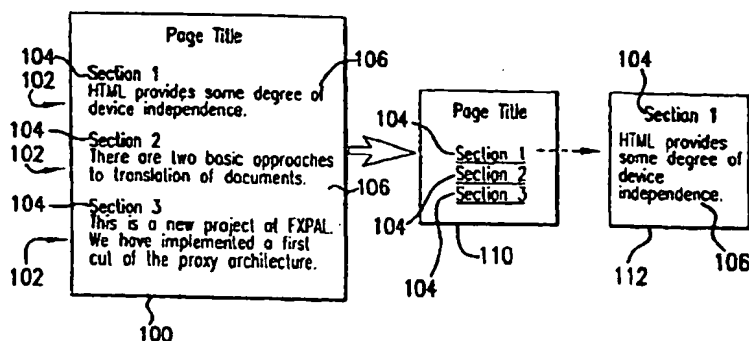 Page Title
104
Section 1
106
102
HTML provides some degree of
device independence.
104
Section 2
102
There are two basic approaches
to translation of documents.
106
104
Section 3
This is a new project at FXPAL.
We have implemented a first
102
cut of the proxy architecture.
100
Page Title
104
Section 1
Section 2
104
Section 3
104
110
104
Section 1
HTML provides
some degree of
device
independence.
112
106